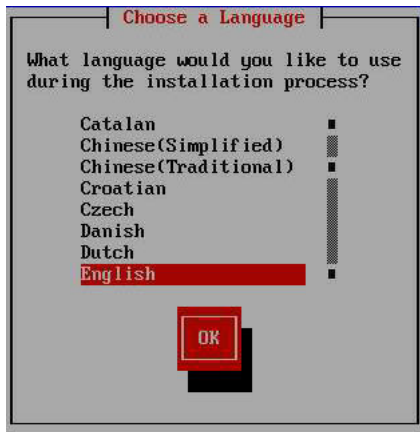 Choose a Language
What language would you like to use
during the installation process?
Catalan
Chinese(Simplified)
Chinese(Traditional)
Croatian
Czech
Danish
Dutch
English
OK